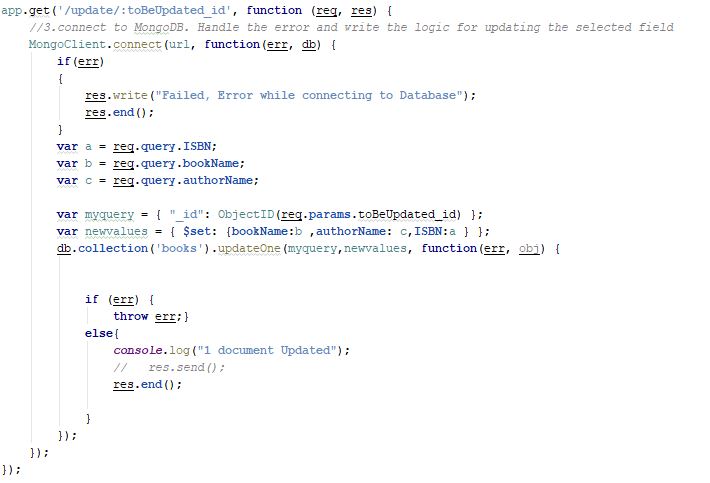 app.get('/update/:toBeUpdated_id', function (req, res) {
    //3.connect to MongoDB. Handle the error and write the logic for updating the selected field
    MongoClient.connect(url, function(err, db) {
        if(err)
        {
            res.write("Failed, Error while connecting to Database");
            res.end();
        }
        var a = req.query.ISBN;
        var b = req.query.bookName;
        var c = req.query.authorName;
        var myquery = { "_id": ObjectID(req.params.toBeUpdated_id) };
        var newvalues = { $set: {bookName:b ,authorName: c,ISBN:a } };
        db.collection('books').updateOne(myquery,newvalues, function(err, obj) {
            if (err) {
                throw err;}
            else{
                console.log("1 document Updated");
                //   res.send();
                res.end();
            }
        });
    });
});